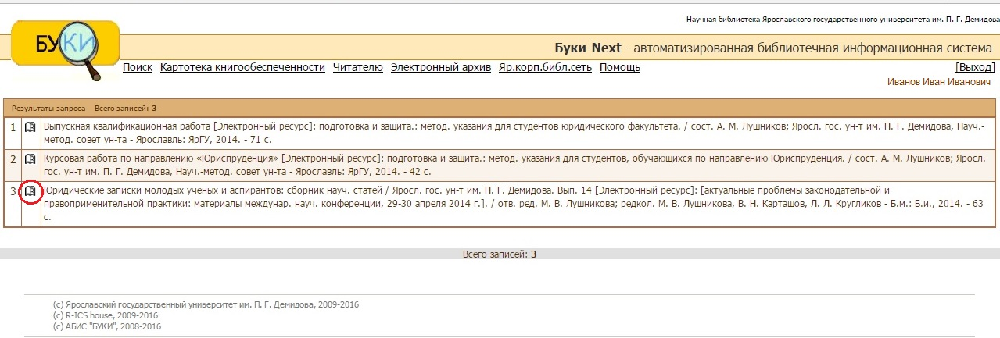 Научная библиотека Ярославского государственного университета им. П. Г. Демидова
БУКИ
Буки-Next - автоматизированная библиотечная информационная система
Поиск Картотека книгообеспеченности Читателю Электронный архив Яр.корп.библ.сеть Помощь [Выход]
Иванов Иван Иванович
Результаты запроса Всего записей: 3
1 Выпускная квалификационная работа [Электронный ресурс]: подготовка и защита.: метод. указания для студентов юридического факультета. / сост. А. М. Лушников; Яросл. гос. ун-т им. П. Г. Демидова, Науч.-
метод. совет ун-та - Ярославль: ЯрГУ, 2014. - 71 с.
2 Курсовая работа по направлению «Юриспруденция» [Электронный ресурс]: подготовка и защита.: метод. указания для студентов, обучающихся по направлению Юриспруденция. / сост. А. М. Лушников; Яросл.
гос. ун-т им. П. Г. Демидова, Науч.-метод. совет ун-та - Ярославль: ЯрГУ, 2014. - 42 с.
3 Юридические записки молодых ученых и аспирантов: сборник науч. статей / Яросл. гос. ун-т им. П. Г. Демидова. Вып. 14 [Электронный ресурс]: [актуальные проблемы законодательной и
правоприменительной практики: материалы междунар. науч. конференции, 29-30 апреля 2014 г.]. / отв. ред. М. В. Лушникова; редкол. М. В. Лушникова, В. Н. Карташов, Л. Л. Кругликов - Б.м.: Б.и., 2014. - 63
с.
Всего записей: 3
(c) Ярославский государственный университет им. П. Г. Демидова, 2009-2016
(c) R-ICS house, 2009-2016
(c) АБИС "БУКИ", 2008-2016